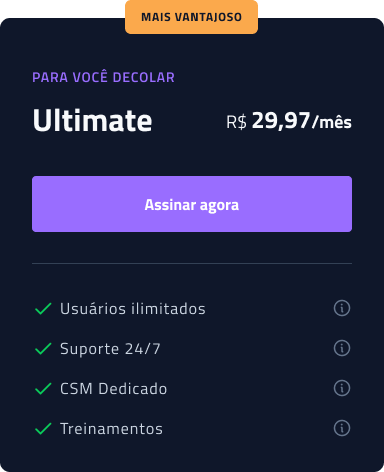 MAIS VANTAJOSO
PARA VOCÊ DECOLAR
Ultimate
R$ 29,97/mês
Assinar agora
Usuários ilimitados
Suporte 24/7
CSM Dedicado
Treinamentos